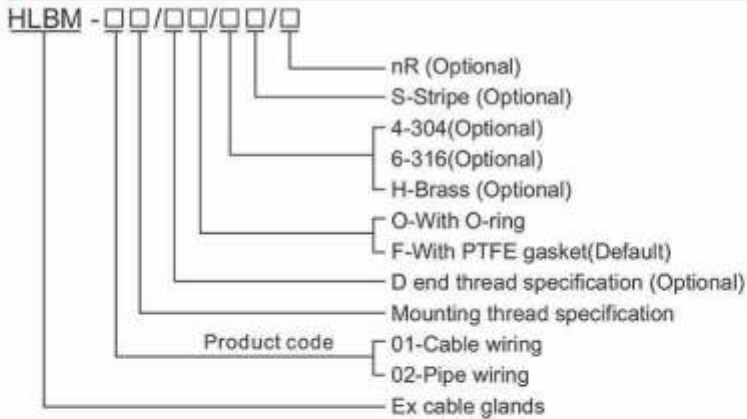 HLBM -□□/□□/□□/□
nR (Optional)
S-Stripe (Optional)
4-304(Optional)
6-316(Optional)
H-Brass (Optional)
O-With O-ring
F-With PTFE gasket(Default)
D end thread specification (Optional)
Mounting thread specification
Product code
01-Cable wiring
02-Pipe wiring
Ex cable glands